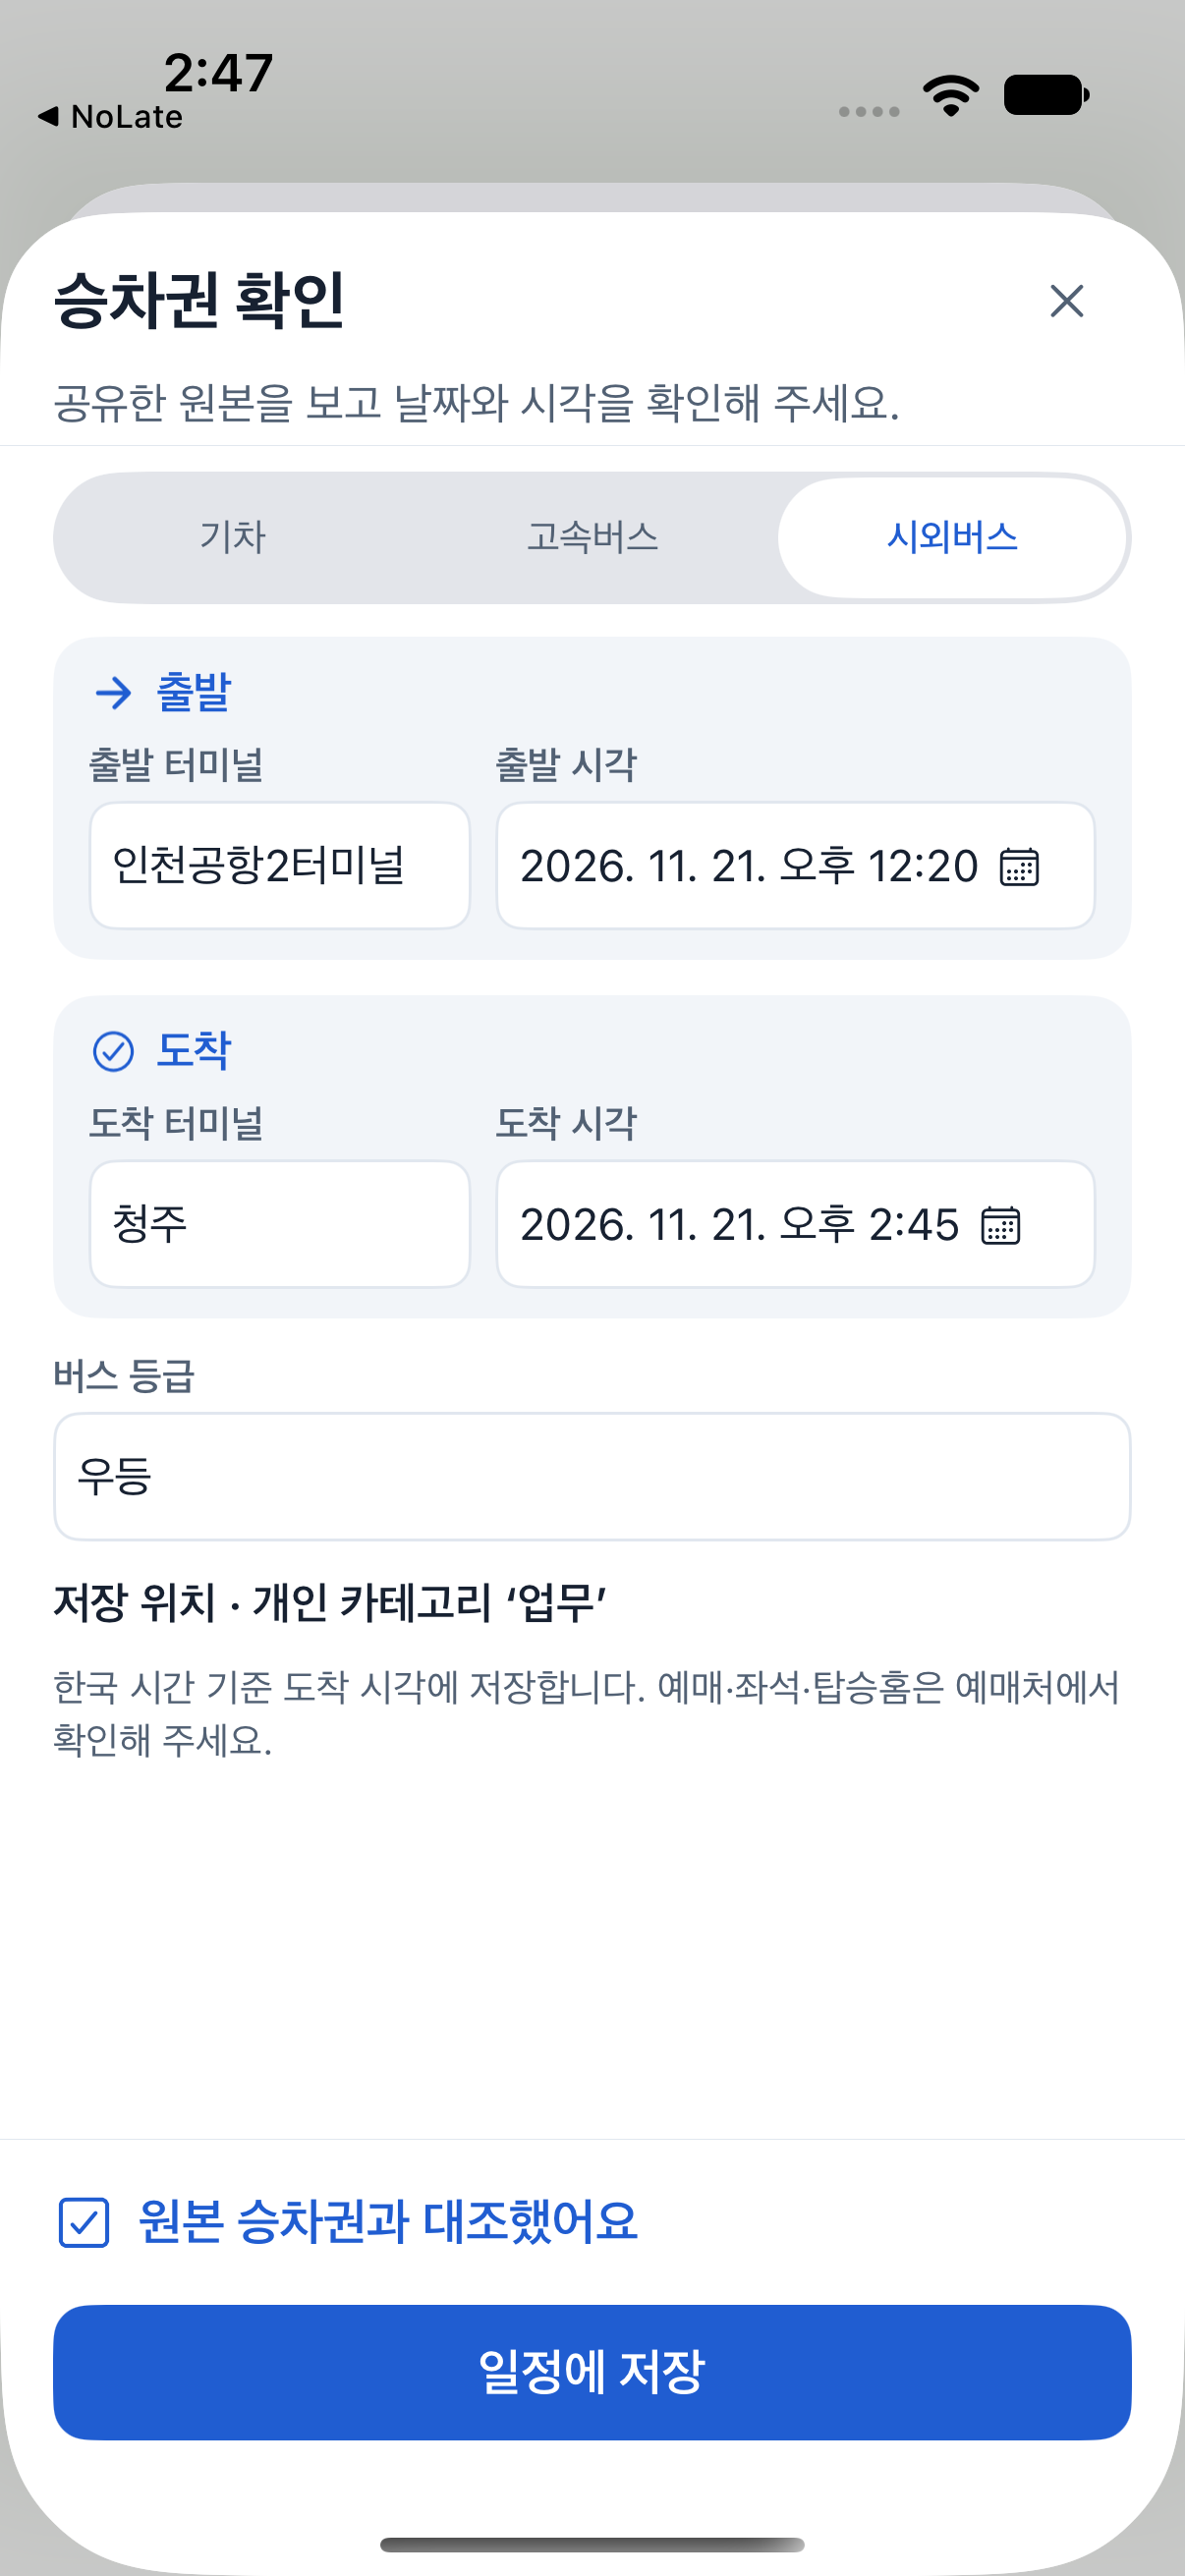 2:47
NoLate
승차권 확인
공유한 원본을 보고 날짜와 시각을 확인해 주세요.
기차 고속버스 시외버스
출발
출발 터미널 출발 시각
인천공항2터미널 2026. 11. 21. 오후 12:20
도착
도착 터미널 도착 시각
청주 2026. 11. 21. 오후 2:45
버스 등급
우등
저장 위치 · 개인 카테고리 ‘업무’
한국 시간 기준 도착 시각에 저장합니다. 예매·좌석·탑승홈은 예매처에서
확인해 주세요.
원본 승차권과 대조했어요
일정에 저장